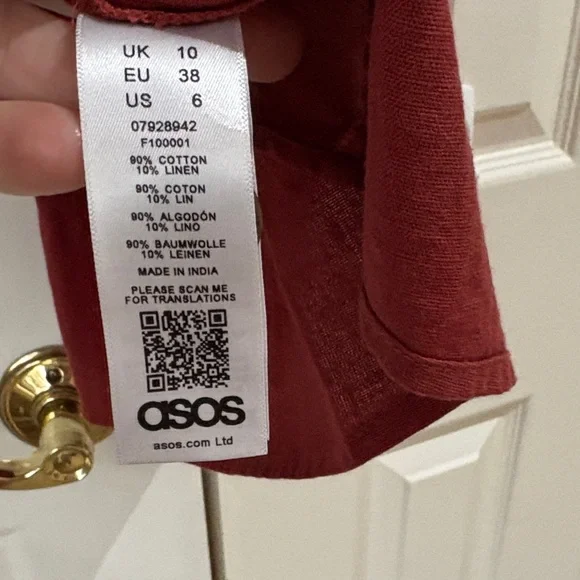 UK 10
EU 38
US 6
07928942
F100001
90% COTTON
10% LINEN
90% COTON
10% LIN
90% ALGODÓN
10% LINO
90% BAUMWOLLE
10% LEINEN
MADE IN INDIA
PLEASE SCAN ME
FOR TRANSLATIONS
asos
asos.com Ltd